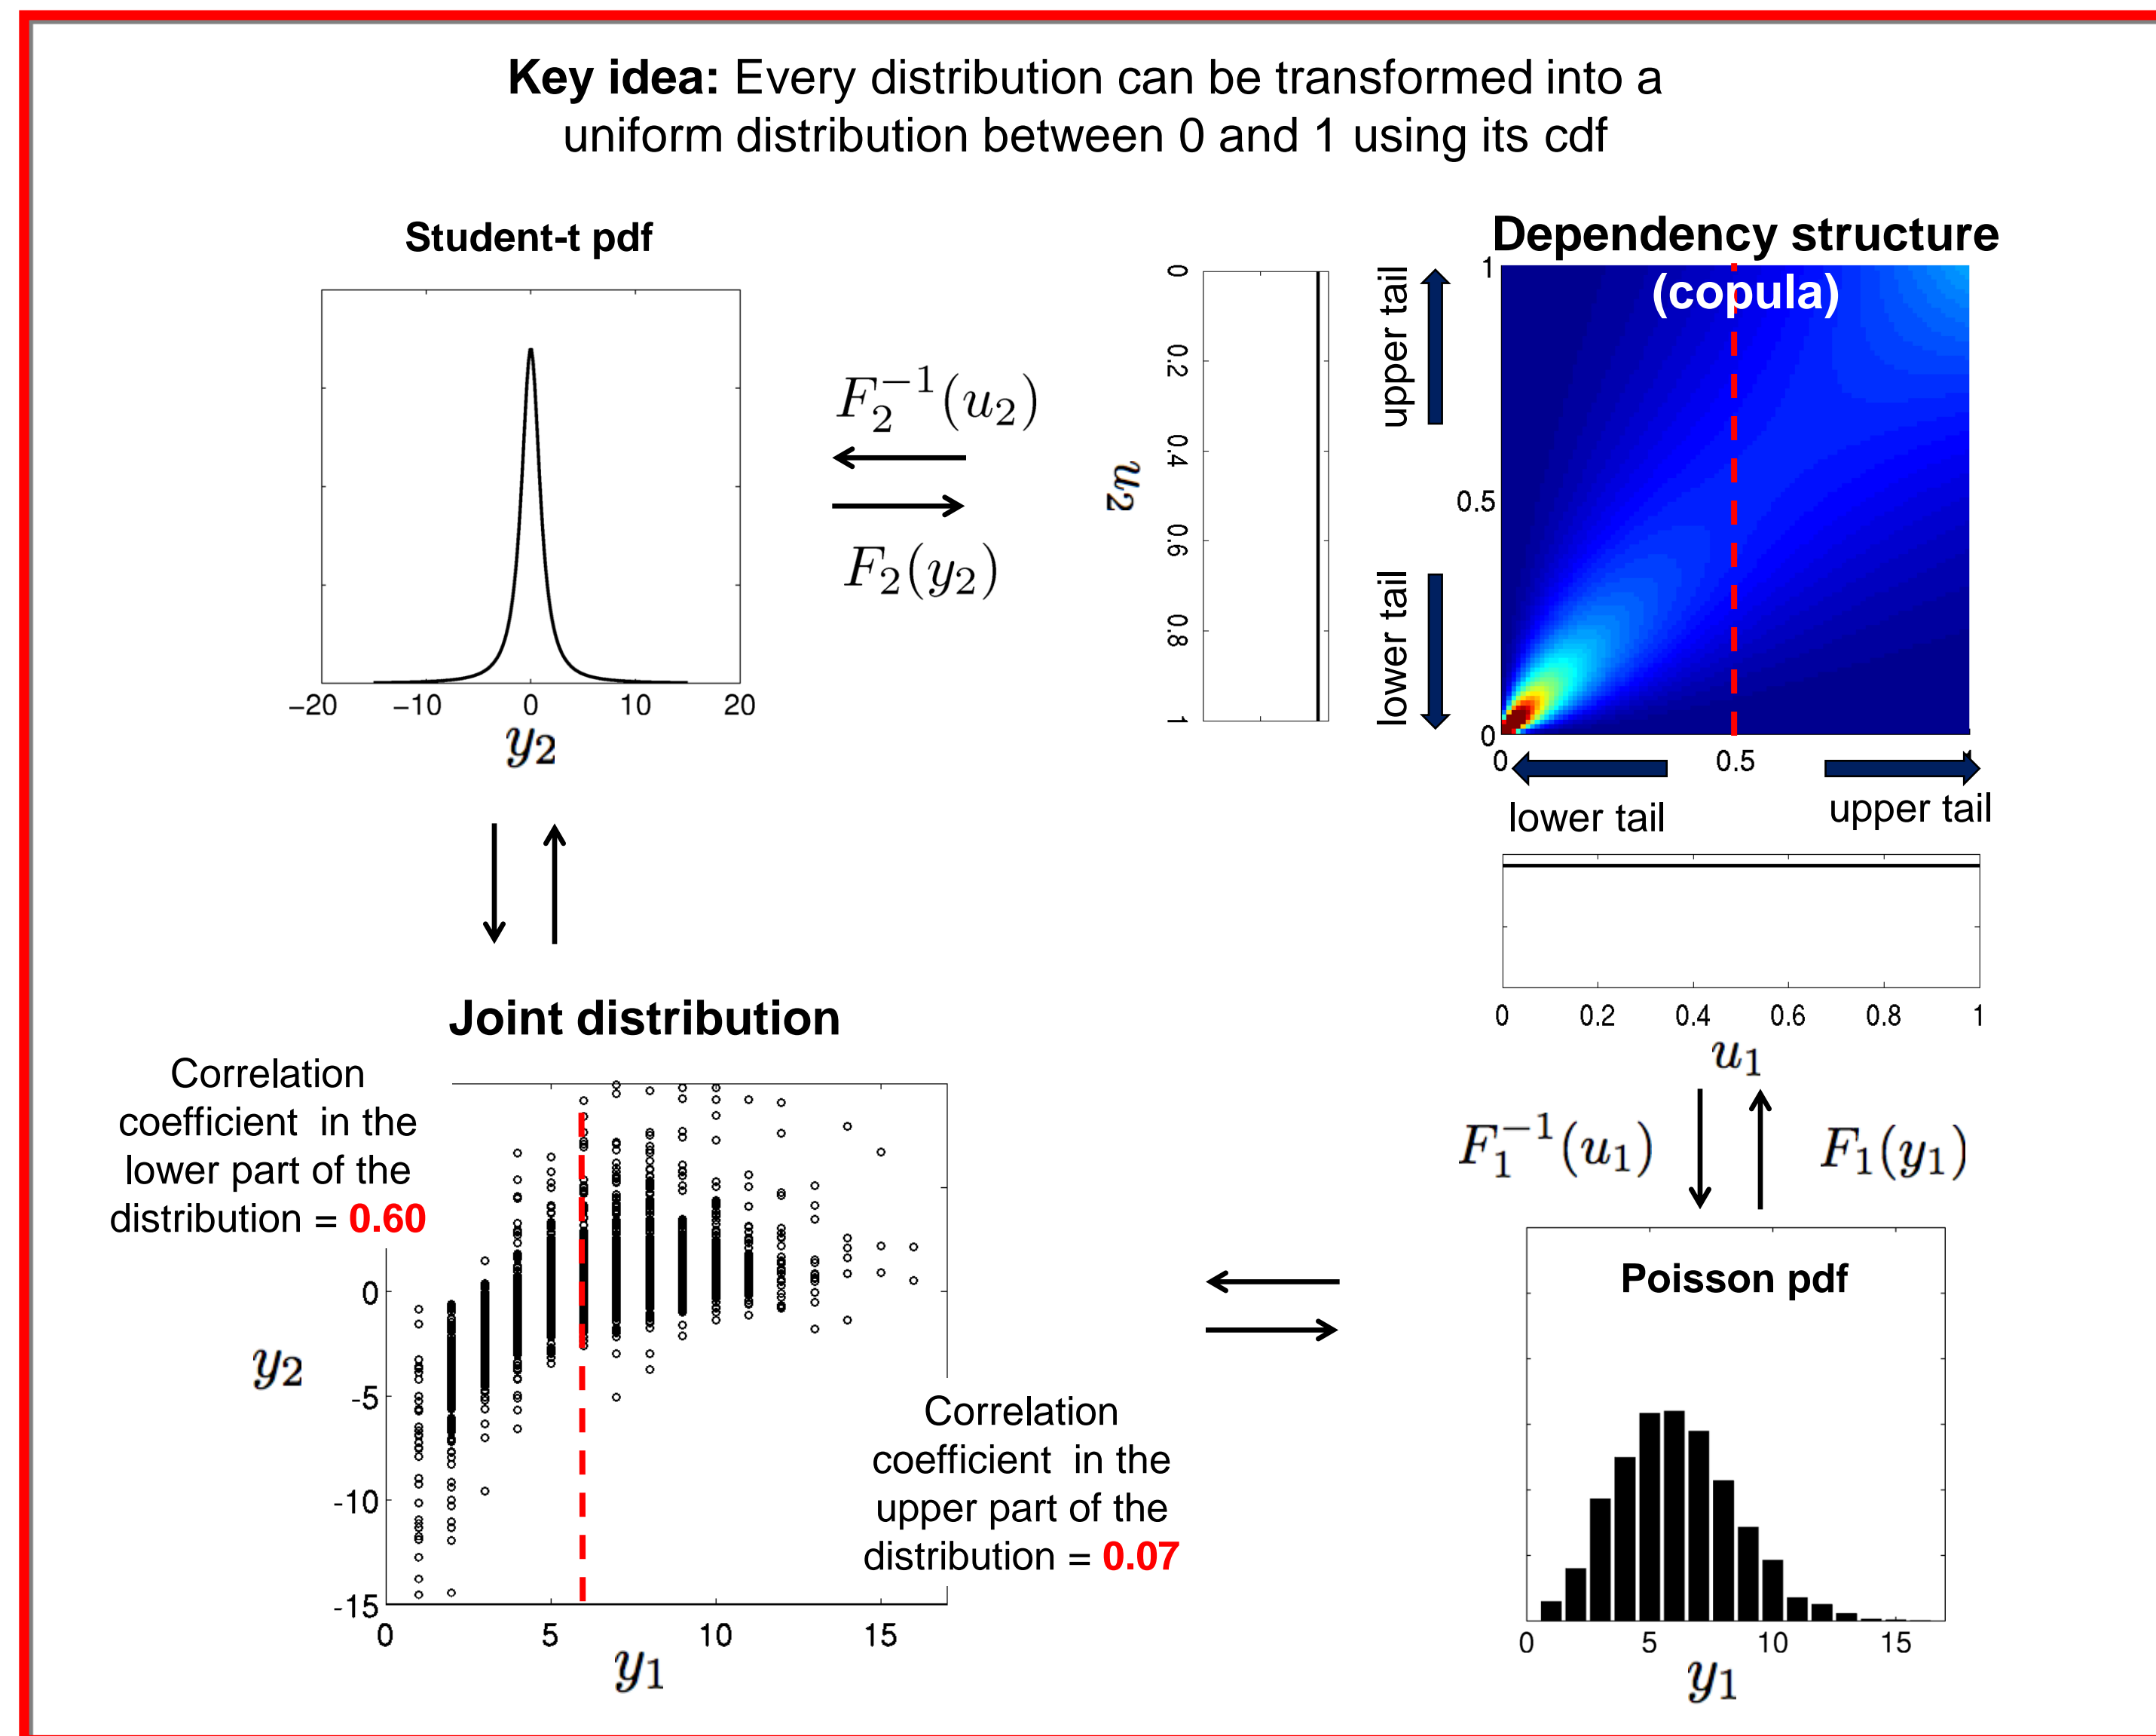 Key idea: Every distribution can be transformed into a
uniform distribution between 0 and 1 using its cdf
Student-t pdf
−20 −10 0 10 20
y₂
F₂⁻¹(u₂)
F₂(y₂)
u₂
0 0.2 0.4 0.6 0.8 1
upper tail
lower tail
Dependency structure
(copula)
1
0.5
0
0 0.5 1
lower tail
upper tail
0 0.2 0.4 0.6 0.8 1
u₁
F₁⁻¹(u₁)
F₁(y₁)
Joint distribution
Correlation
coefficient in the
lower part of the
distribution = 0.60
0
-5
-10
-15
y₂
0 5 10 15
y₁
Correlation
coefficient in the
upper part of the
distribution = 0.07
Poisson pdf
0 5 10 15
y₁